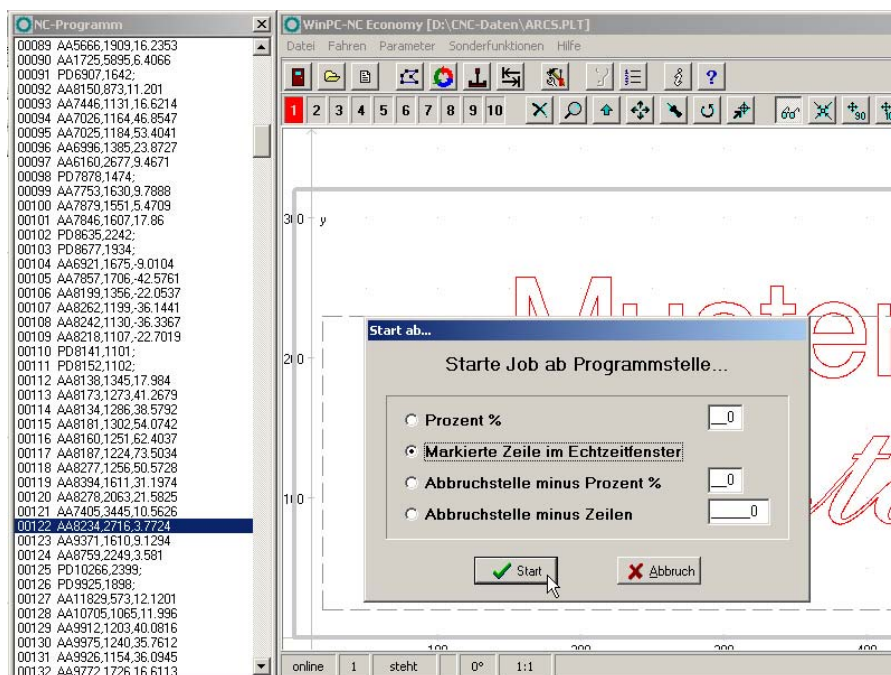 NC-Programm
00089 AA5666,1909,16.2353
00090 AA1725,5895,6.4066
00091 PD6907,1642;
00092 AA8150,873,11.201
00093 AA7446,1131,16.6214
00094 AA7026,1164,46.8547
00095 AA7025,1184,53.4041
00096 AA6996,1385,23.8727
00097 AA6160,2677,9.4671
00098 PD7878,1474;
00099 AA7753,1630,9.7888
00100 AA7879,1551,5.4709
00101 AA7846,1607,17.86
00102 PD8635,2242;
00103 PD8677,1934;
00104 AA6921,1675,-9.0104
00105 AA7857,1706,-42.5761
00106 AA8199,1356,-22.0537
00107 AA8262,1199,-36.1441
00108 AA8242,1130,-36.3367
00109 AA8218,1107,-22.7019
00110 PD8141,1101;
00111 PD8152,1102;
00112 AA8138,1345,17.984
00113 AA8173,1273,41.2679
00114 AA8134,1286,38.5792
00115 AA8181,1302,54.0742
00116 AA8160,1251,62.4037
00117 AA8187,1224,73.5034
00118 AA8277,1256,50.5728
00119 AA8394,1611,31.1974
00120 AA8278,2063,21.5825
00121 AA7405,3445,10.5626
00122 AA8234,2716,3.7724
00123 AA9371,1610,9.1294
00124 AA8759,2249,3.581
00125 PD10266,2399;
00126 PD9925,1898;
00127 AA11829,573,12.1201
00128 AA10705,1065,11.996
00129 AA9912,1203,40.0816
00130 AA9975,1240,35.7612
00131 AA9926,1154,36.0945
00132 AA9772,1726,16.6113
WinPC-NC Economy [D:\CNC-Daten\ARCS.PLT]
Datei Fahren Parameter Sonderfunktionen Hilfe
1 2 3 4 5 6 7 8 9 10
90
300 y
Muster
200
100
Start ab...
Starte Job ab Programmstelle...
Prozent % __0
Markierte Zeile im Echtzeitfenster
Abbruchstelle minus Prozent % __0
Abbruchstelle minus Zeilen _____0
Start Abbruch
100 200 300 400
online 1 steht 0° 1:1